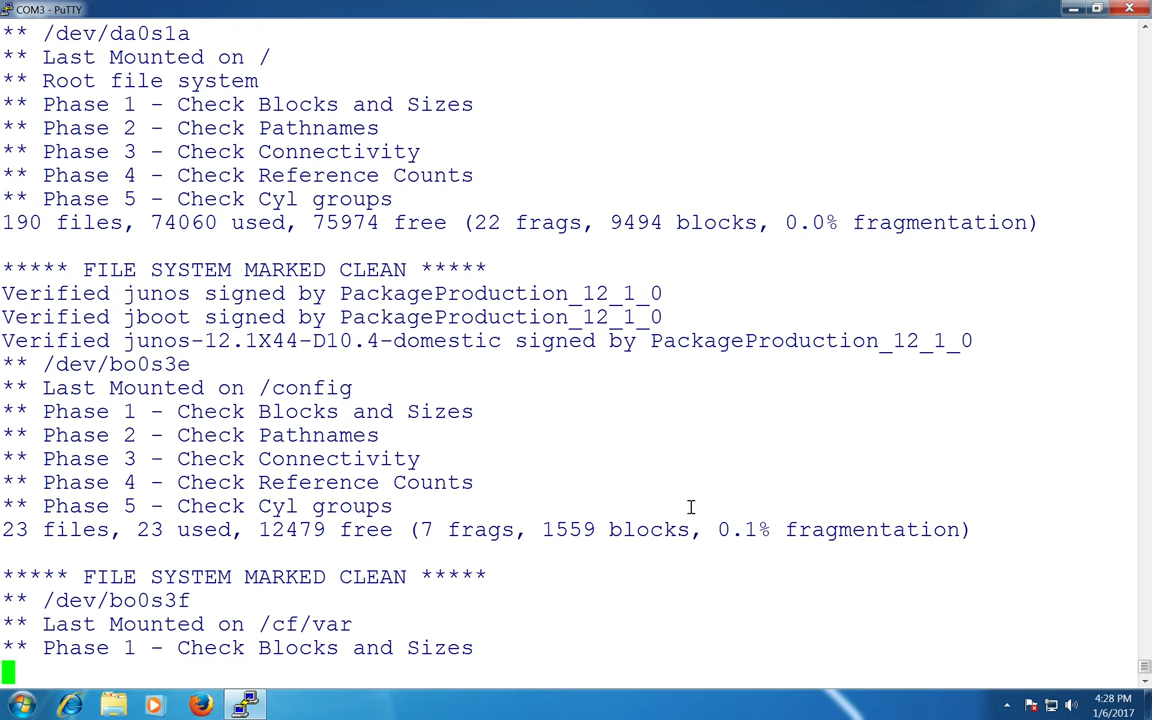 COM3 - PuTTY
** /dev/da0s1a
** Last Mounted on /
** Root file system
** Phase 1 - Check Blocks and Sizes
** Phase 2 - Check Pathnames
** Phase 3 - Check Connectivity
** Phase 4 - Check Reference Counts
** Phase 5 - Check Cyl groups
190 files, 74060 used, 75974 free (22 frags, 9494 blocks, 0.0% fragmentation)
***** FILE SYSTEM MARKED CLEAN *****
Verified junos signed by PackageProduction_12_1_0
Verified jboot signed by PackageProduction_12_1_0
Verified junos-12.1X44-D10.4-domestic signed by PackageProduction_12_1_0
** /dev/bo0s3e
** Last Mounted on /config
** Phase 1 - Check Blocks and Sizes
** Phase 2 - Check Pathnames
** Phase 3 - Check Connectivity
** Phase 4 - Check Reference Counts
** Phase 5 - Check Cyl groups
23 files, 23 used, 12479 free (7 frags, 1559 blocks, 0.1% fragmentation)
***** FILE SYSTEM MARKED CLEAN *****
** /dev/bo0s3f
** Last Mounted on /cf/var
** Phase 1 - Check Blocks and Sizes
4:28 PM
1/6/2017